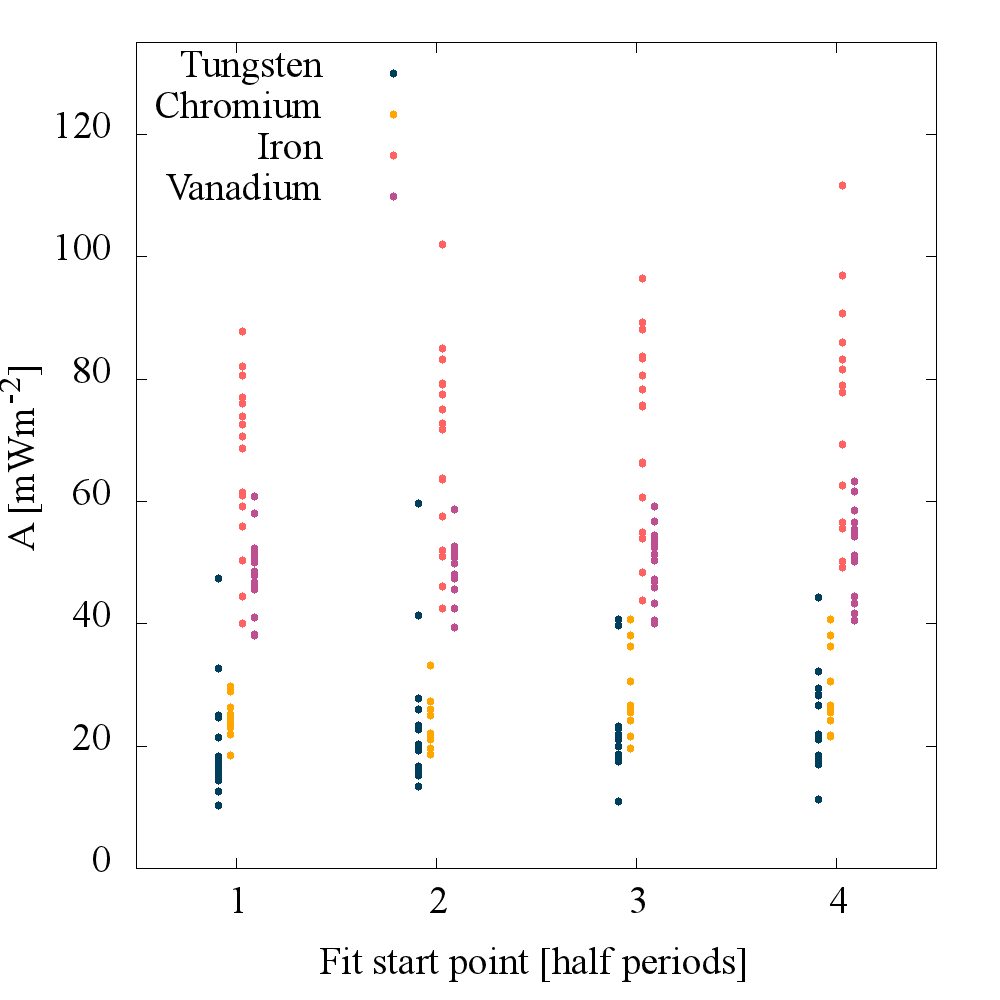 Tungsten
Chromium
Iron
Vanadium
120
100
80
60
40
20
0
A [mWm-2]
1 2 3 4
Fit start point [half periods]